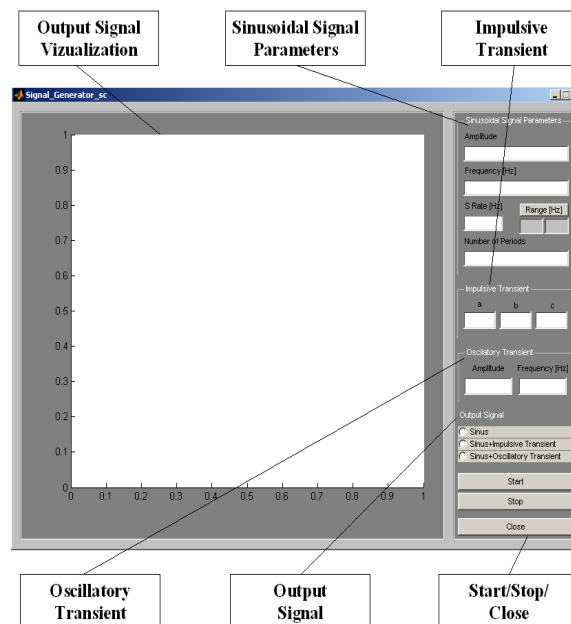 Output Signal
Vizualization
Sinusoidal Signal
Parameters
Impulsive
Transient
Signal_Generator_sc
Sinusoidal Signal Parameters
Amplitude
Frequency [Hz]
S Rate [Hz]
Range [Hz]
Number of Periods
Impulsive Transient
a b c
Oscilatory Transient
Amplitude Frequency [Hz]
Output Signal
Sinus
Sinus+Impulsive Transient
Sinus+Oscillatory Transient
Start
Stop
Close
1
0.9
0.8
0.7
0.6
0.5
0.4
0.3
0.2
0.1
0
0 0.1 0.2 0.3 0.4 0.5 0.6 0.7 0.8 0.9 1
Oscillatory
Transient
Output
Signal
Start/Stop/
Close